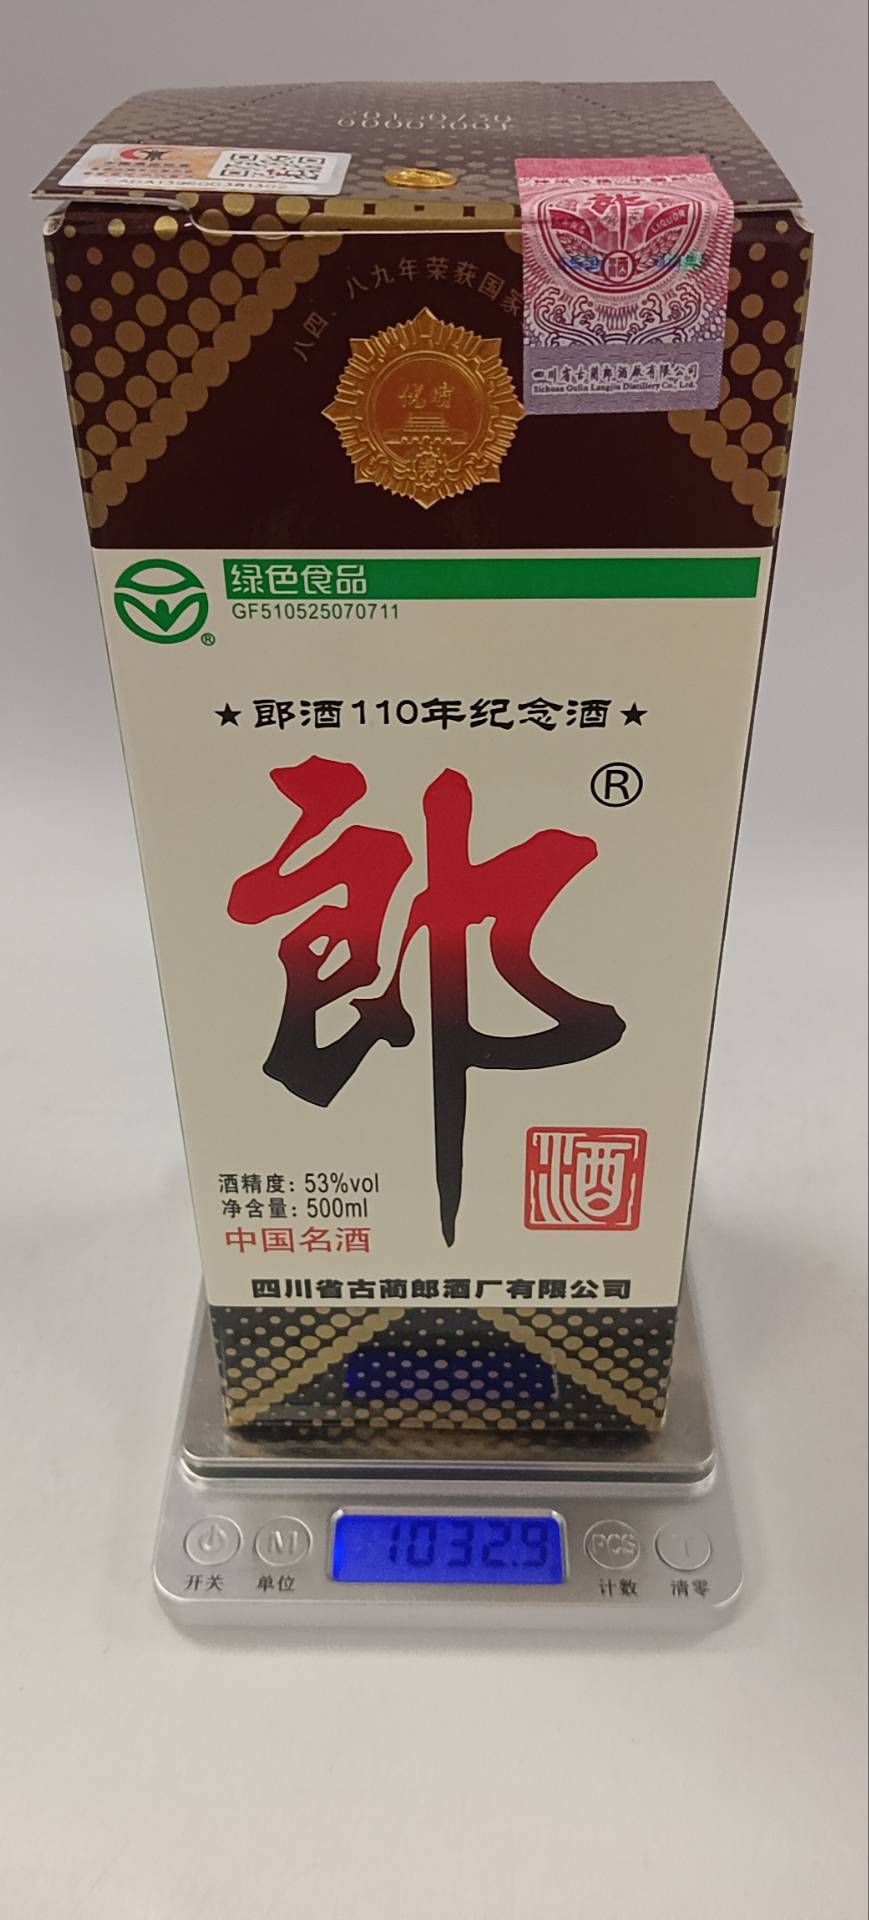 八四、八九年荣获国家
LIQUOR
四川省古蔺郎酒厂有限公司
Sichuan Gulin Langjiu Distillery Co., Ltd.
绿色食品
GF510525070711
®
★郎酒110年纪念酒★
郎®
酒
酒精度：53%vol
净含量：500ml
中国名酒
四川省古蔺郎酒厂有限公司
1032.9
M
PCS
T
开关
单位
计数
清零